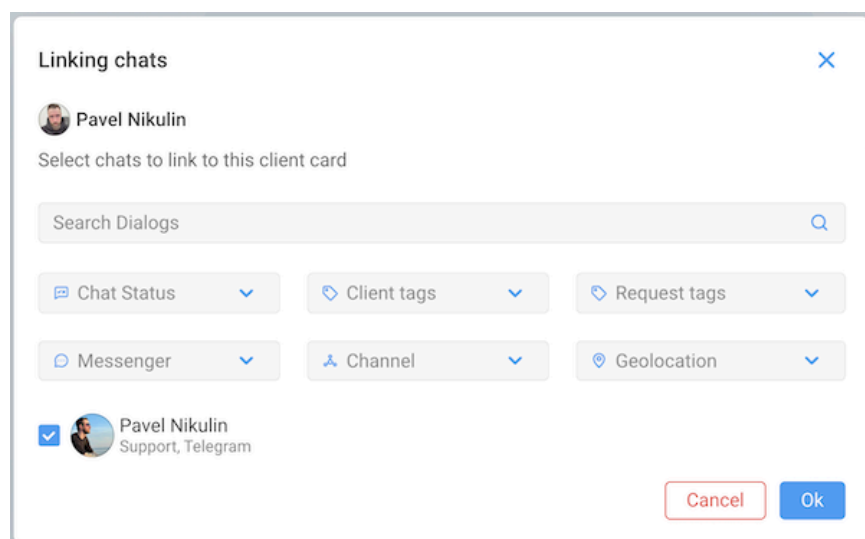 Linking chats
Pavel Nikulin
Select chats to link to this client card
Search Dialogs
Chat Status Client tags Request tags
Messenger Channel Geolocation
Pavel Nikulin
Support, Telegram
Cancel Ok